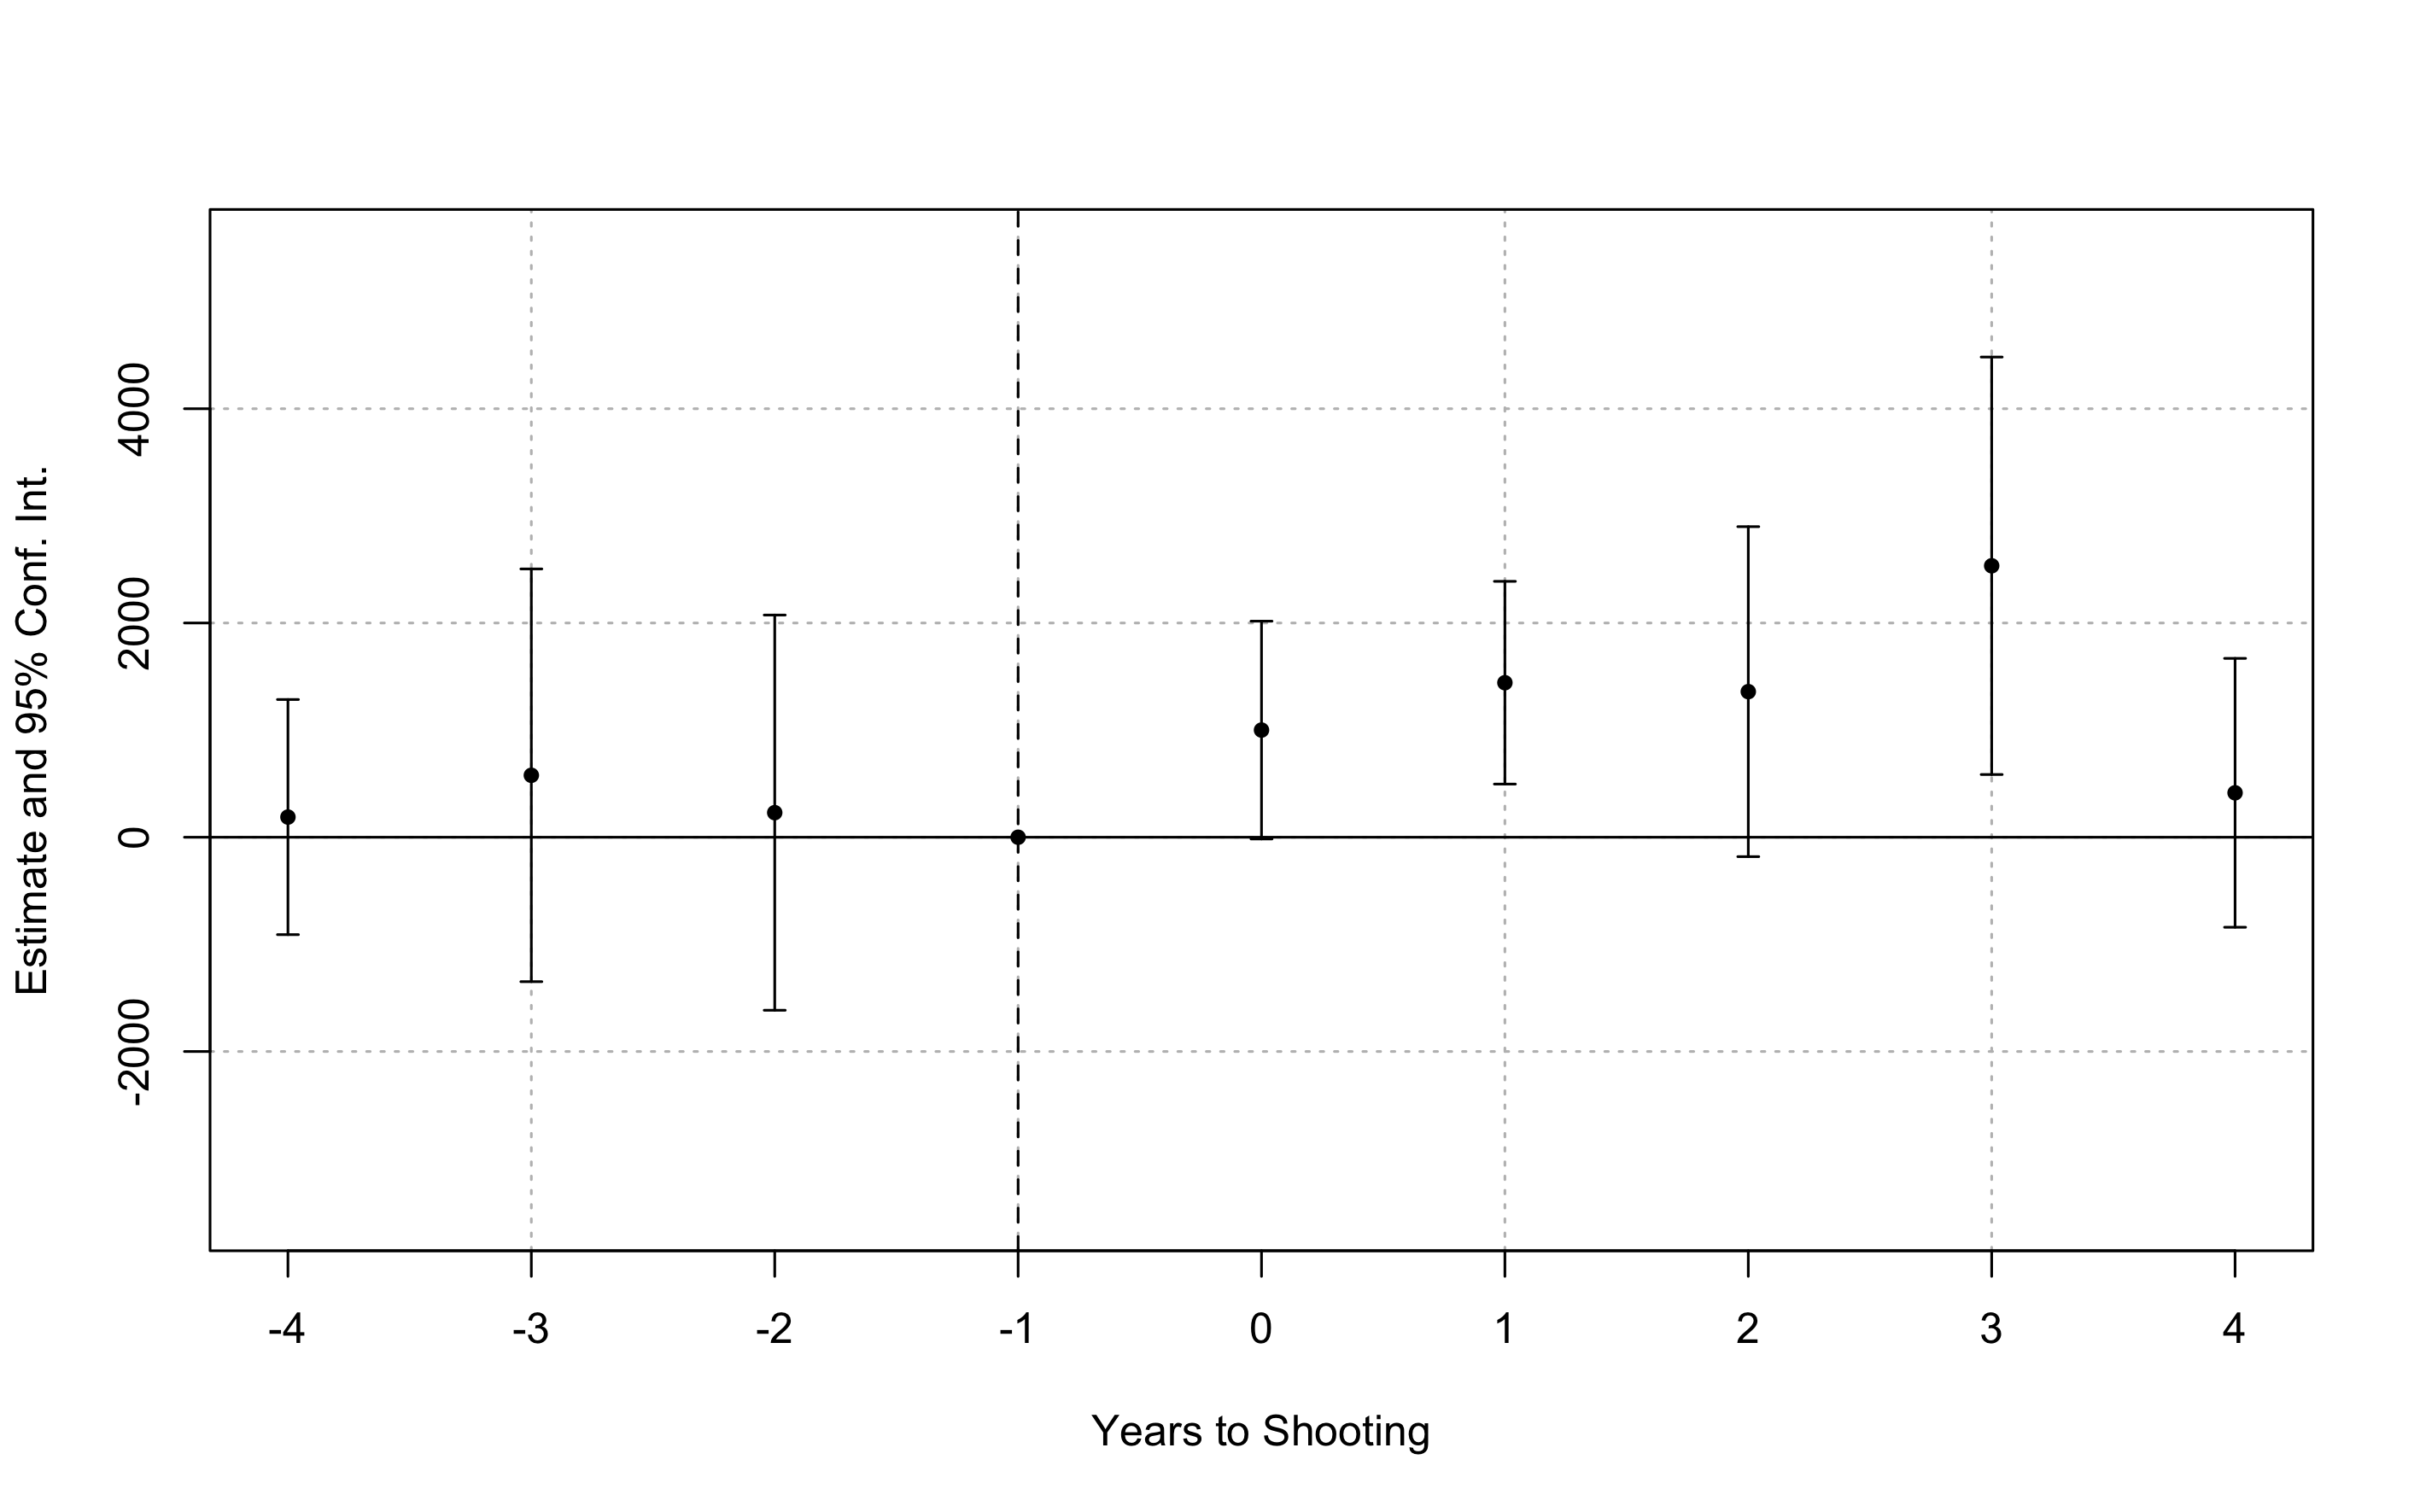 Estimate and 95% Conf. Int.
4000
2000
0
-2000
-4 -3 -2 -1 0 1 2 3 4
Years to Shooting